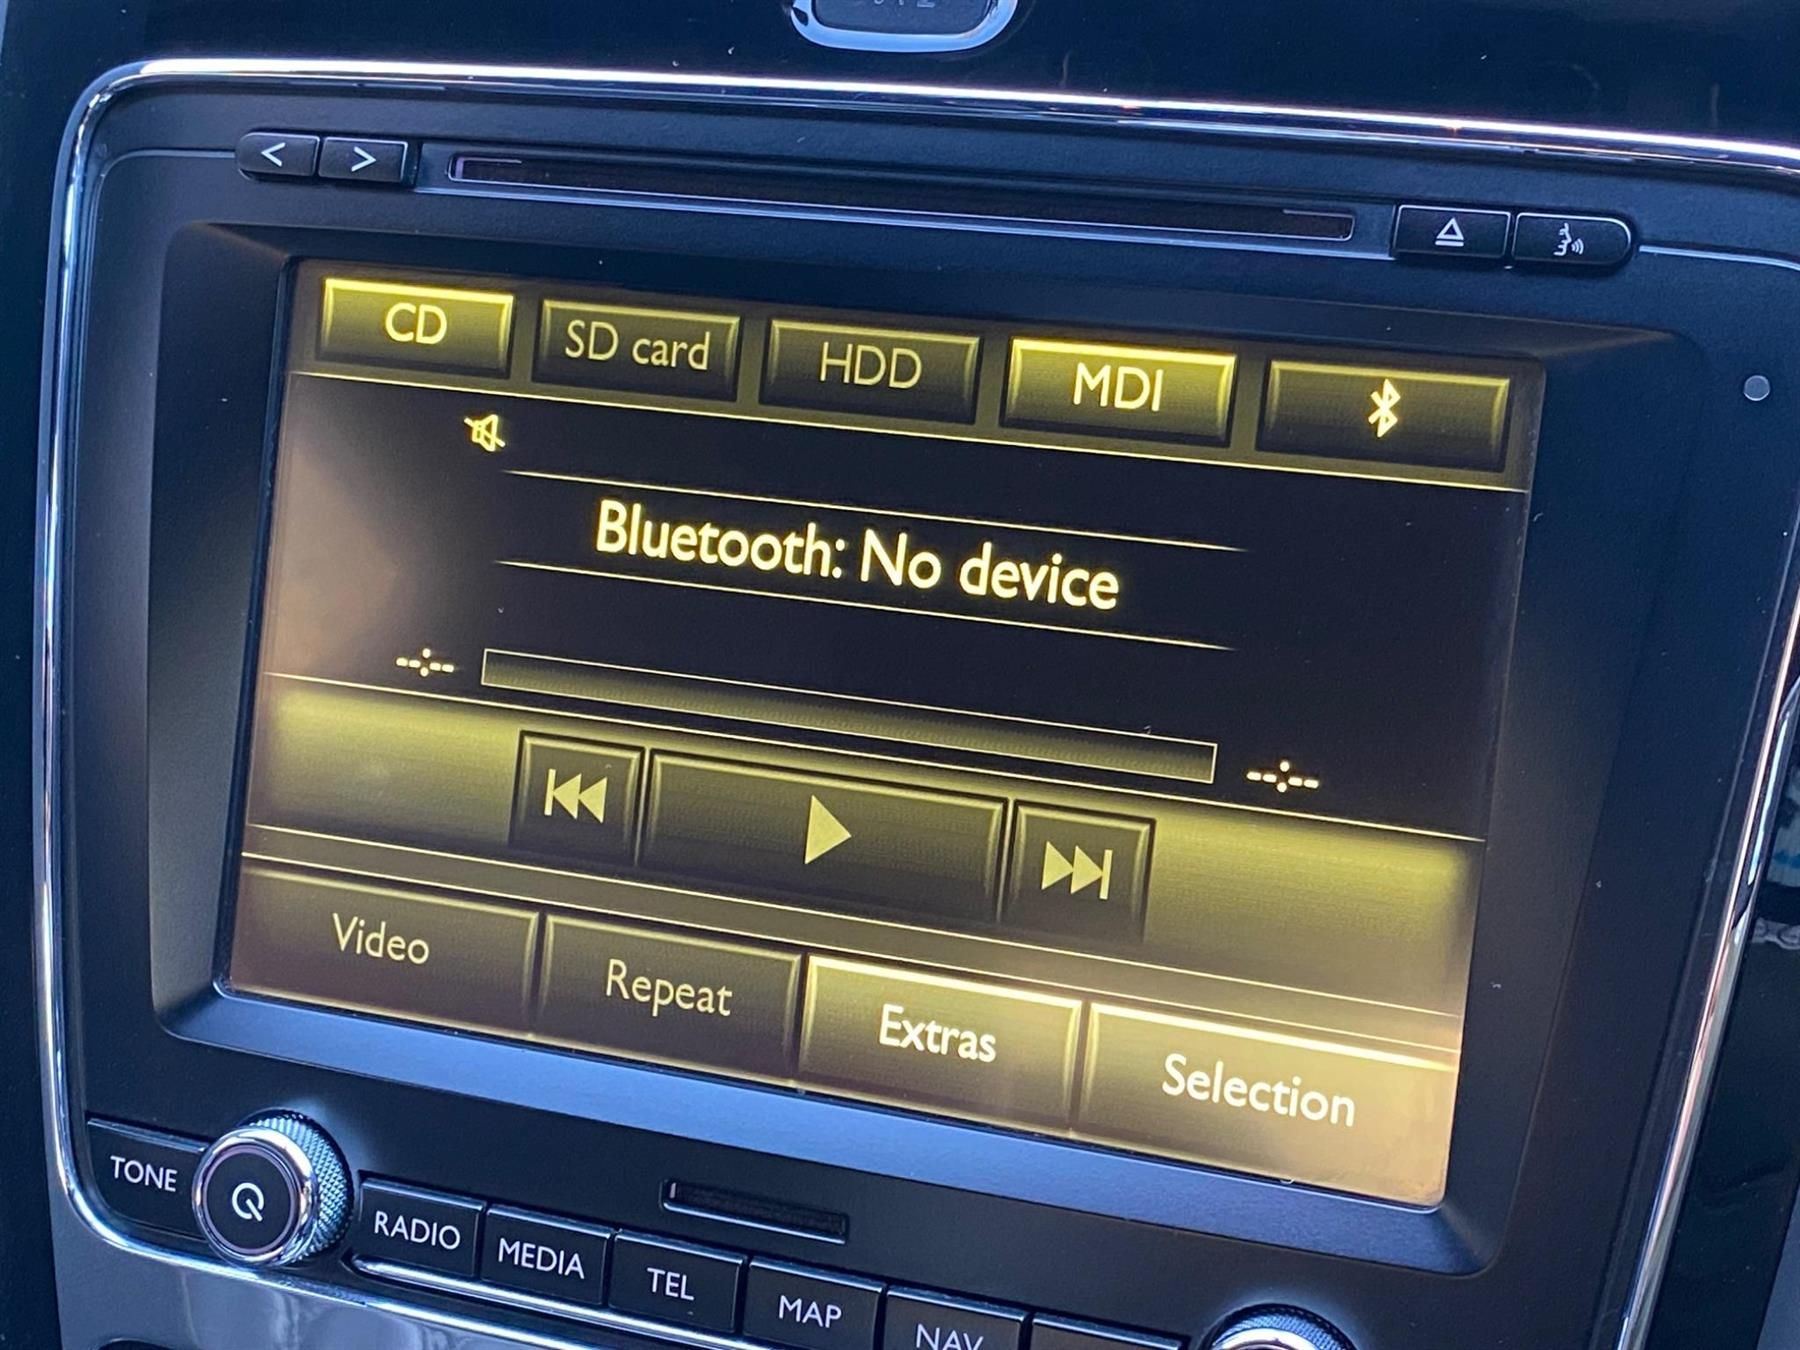 CD SD card HDD MDI
Bluetooth: No device
--:-- --:--
Video Repeat Extras Selection
TONE RADIO MEDIA TEL MAP NAV